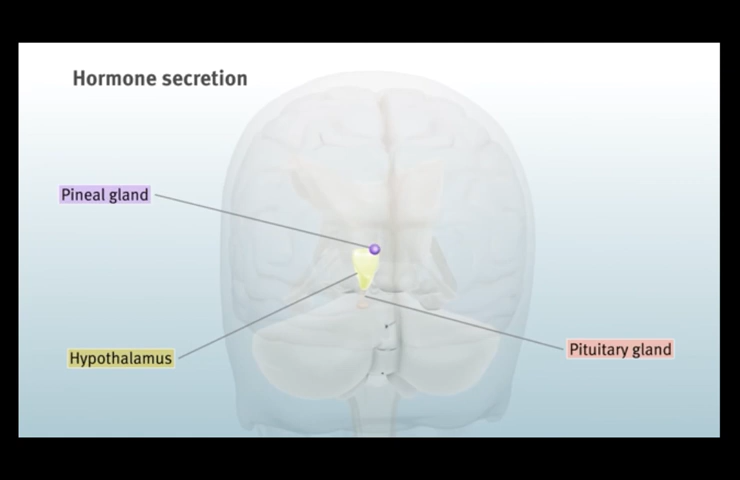 Hormone secretion
Pineal gland
Hypothalamus
Pituitary gland